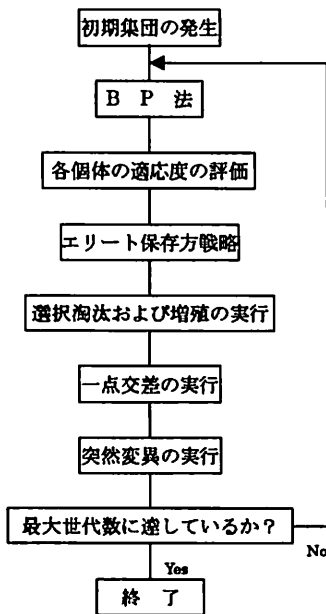 初期集団の発生
B P 法
各個体の適応度の評価
エリート保存方戦略
選択淘汰および増殖の実行
一点交差の実行
突然変異の実行
最大世代数に達しているか?
No
Yes
終 了